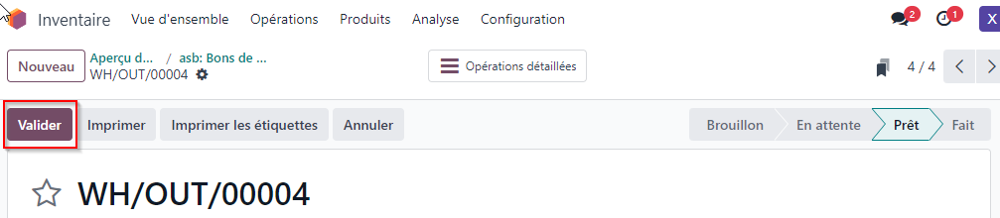 Inventaire Vue d'ensemble Opérations Produits Analyse Configuration 2 1 X
Nouveau Aperçu d... / asb: Bons de ... Opérations détaillées 4 / 4
WH/OUT/00004
Valider Imprimer Imprimer les étiquettes Annuler Brouillon En attente Prêt Fait
WH/OUT/00004